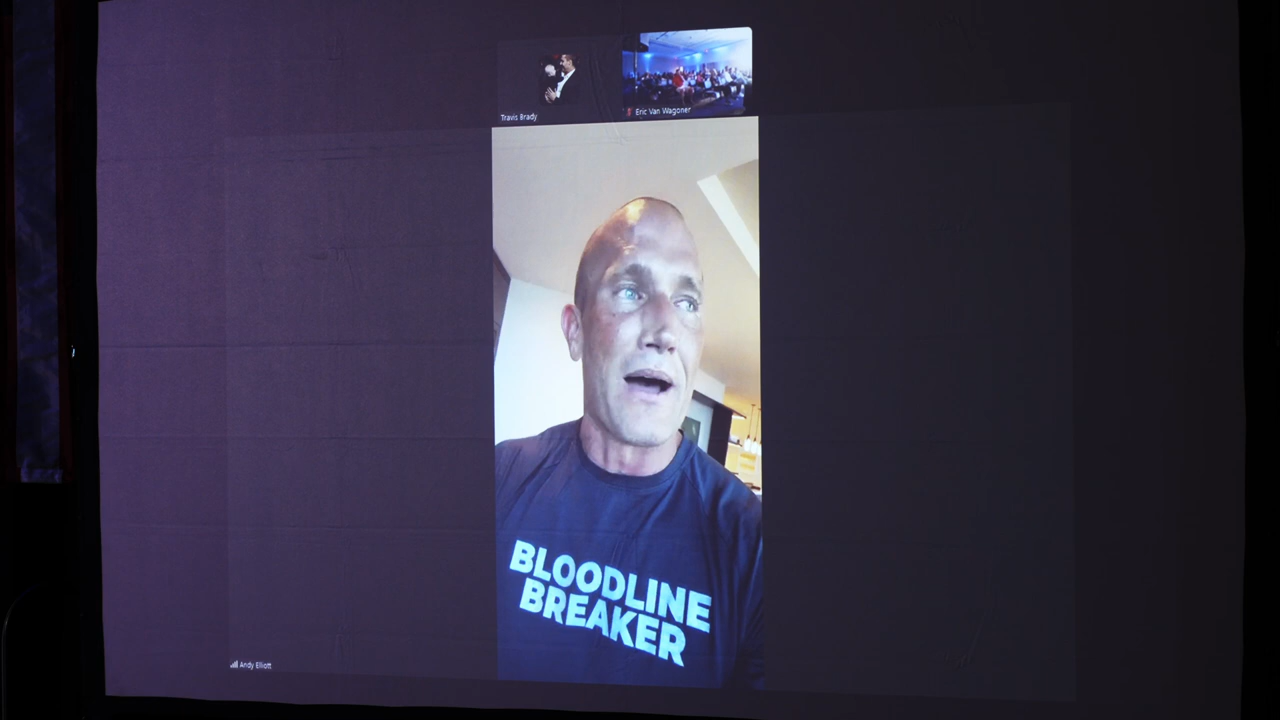 Travis Brady
Eric Van Wagoner
BLOODLINE
BREAKER
Andy Elliott